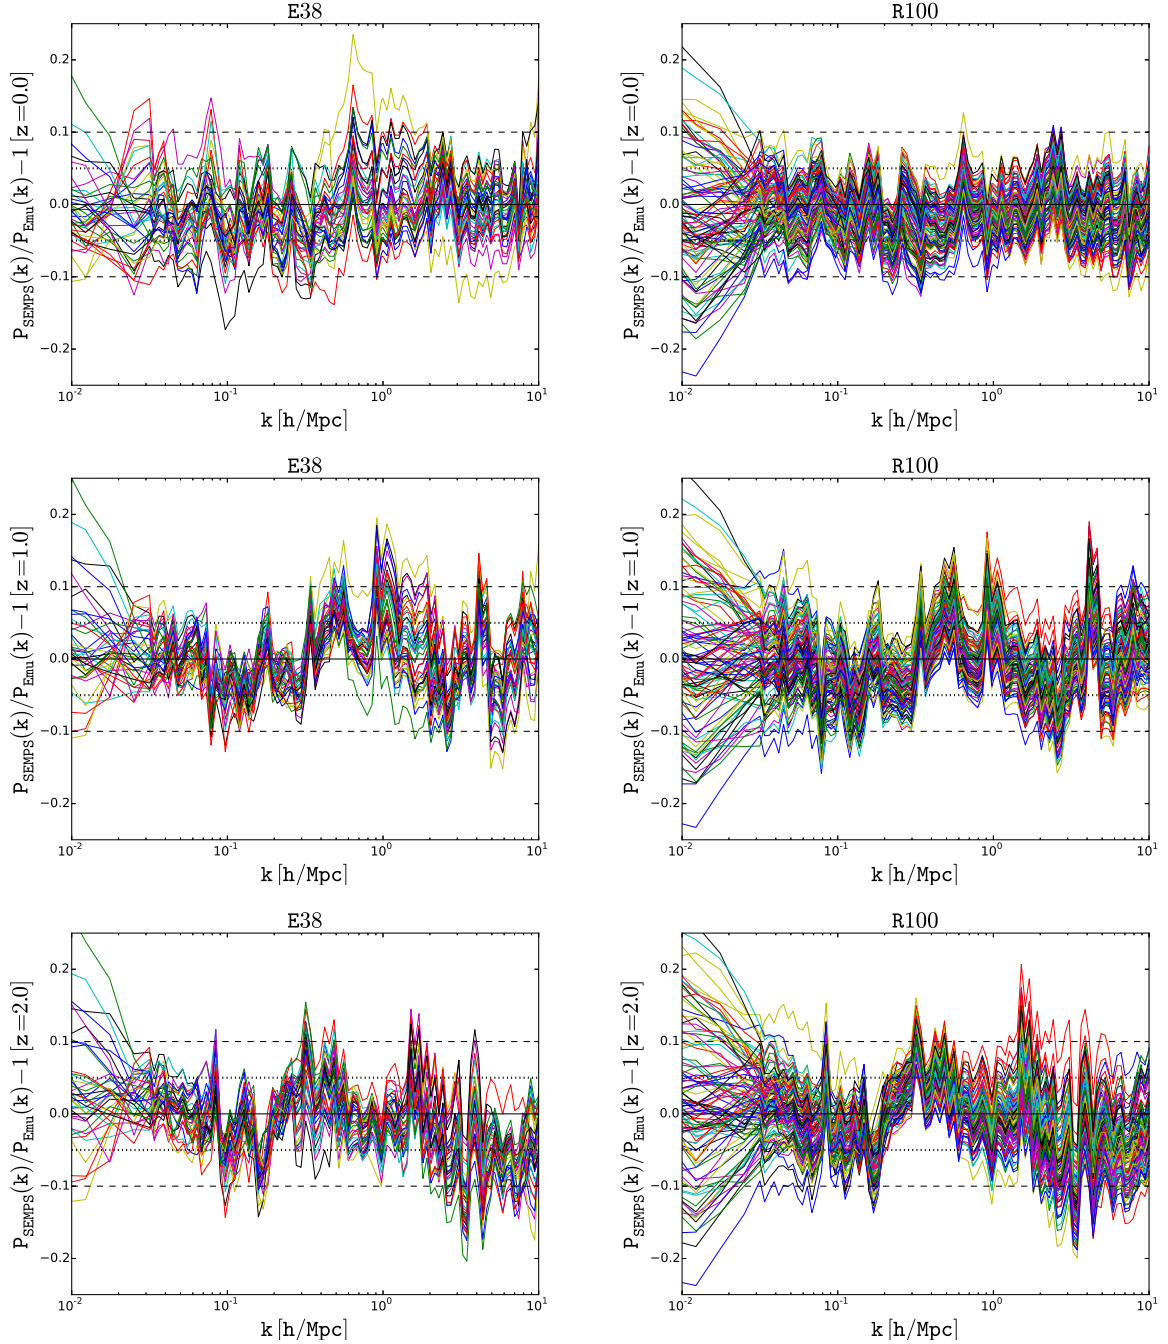 E38
P_SEMPS(k)/P_Emu(k)−1 [z=0.0]
0.2
0.1
0.0
−0.1
−0.2
10^-2 10^-1 10^0 10^1
k [h/Mpc]
R100
P_SEMPS(k)/P_Emu(k)−1 [z=0.0]
0.2
0.1
0.0
−0.1
−0.2
10^-2 10^-1 10^0 10^1
k [h/Mpc]
E38
P_SEMPS(k)/P_Emu(k)−1 [z=1.0]
0.2
0.1
0.0
−0.1
−0.2
10^-2 10^-1 10^0 10^1
k [h/Mpc]
R100
P_SEMPS(k)/P_Emu(k)−1 [z=1.0]
0.2
0.1
0.0
−0.1
−0.2
10^-2 10^-1 10^0 10^1
k [h/Mpc]
E38
P_SEMPS(k)/P_Emu(k)−1 [z=2.0]
0.2
0.1
0.0
−0.1
−0.2
10^-2 10^-1 10^0 10^1
k [h/Mpc]
R100
P_SEMPS(k)/P_Emu(k)−1 [z=2.0]
0.2
0.1
0.0
−0.1
−0.2
10^-2 10^-1 10^0 10^1
k [h/Mpc]